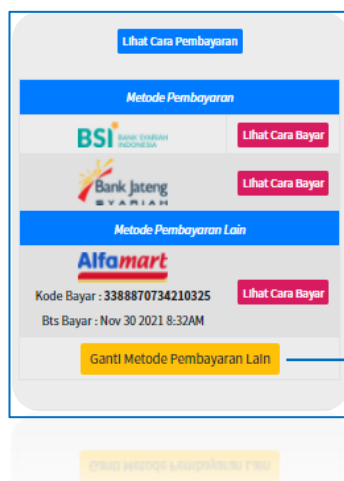 Lihat Cara Pembayaran
Metode Pembayaran
BSI BANK SYARIAH INDONESIA
Lihat Cara Bayar
Bank Jateng
SYARIAH
Lihat Cara Bayar
Metode Pembayaran Lain
Alfamart
Kode Bayar : 3388870734210325
Lihat Cara Bayar
Bts Bayar : Nov 30 2021 8:32AM
Ganti Metode Pembayaran Lain